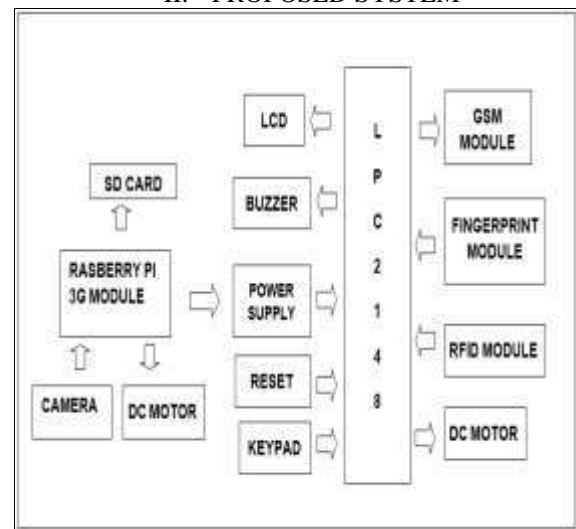 II. PROPOSED SYSTEM
LCD
BUZZER
SD CARD
RASBERRY PI
3G MODULE
CAMERA
DC MOTOR
POWER
SUPPLY
RESET
KEYPAD
L
P
C
2
1
4
8
GSM
MODULE
FINGERPRINT
MODULE
RFID MODULE
DC MOTOR